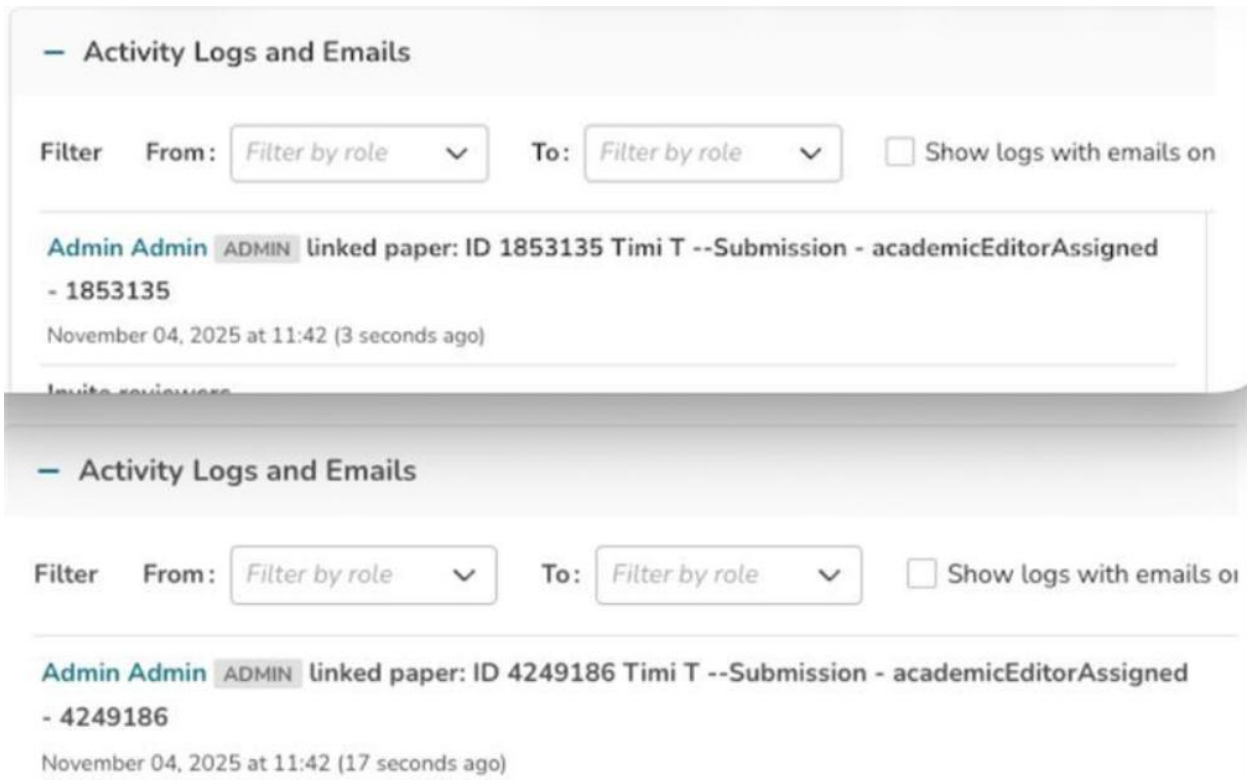 Activity Logs and Emails
Filter From: Filter by role To: Filter by role Show logs with emails on
Admin Admin ADMIN linked paper: ID 1853135 Timi T --Submission - academicEditorAssigned
- 1853135
November 04, 2025 at 11:42 (3 seconds ago)
Invite reviewers
Activity Logs and Emails
Filter From: Filter by role To: Filter by role Show logs with emails
Admin Admin ADMIN linked paper: ID 4249186 Timi T --Submission - academicEditorAssigned
- 4249186
November 04, 2025 at 11:42 (17 seconds ago)